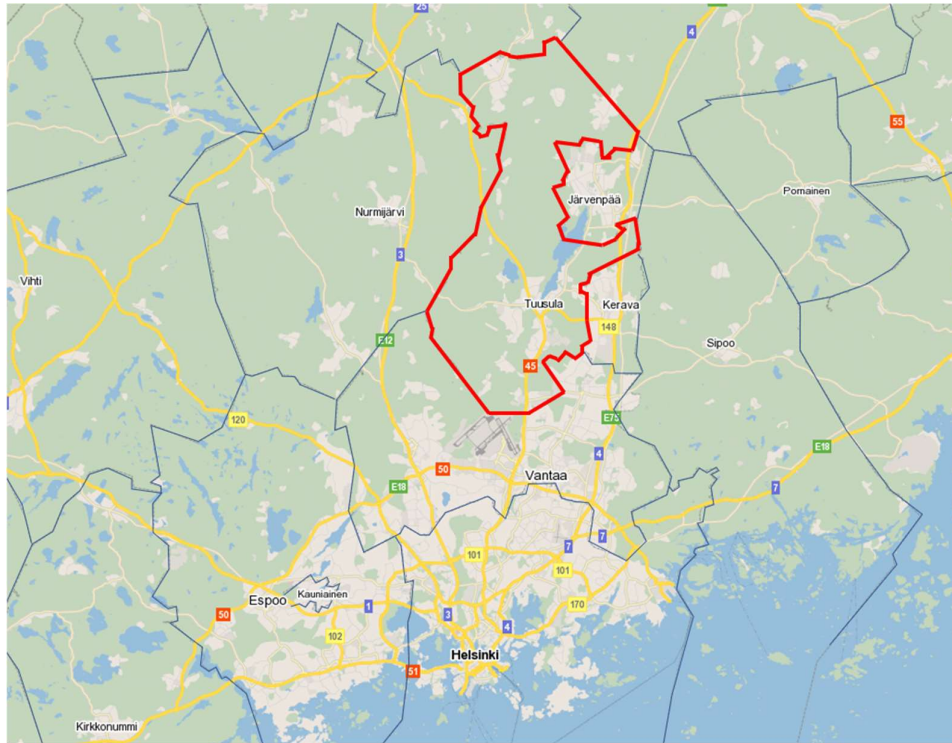 25
4
55
Järvenpää
Pornainen
Nurmijärvi
3
Vihti
Tuusula
Kerava
148
E12
Sipoo
45
120
E75
E18
4
50
Vantaa
E18
7
7
7
101
101
Kauniainen
Espoo
1
170
50
3
4
102
Helsinki
51
Kirkkonummi